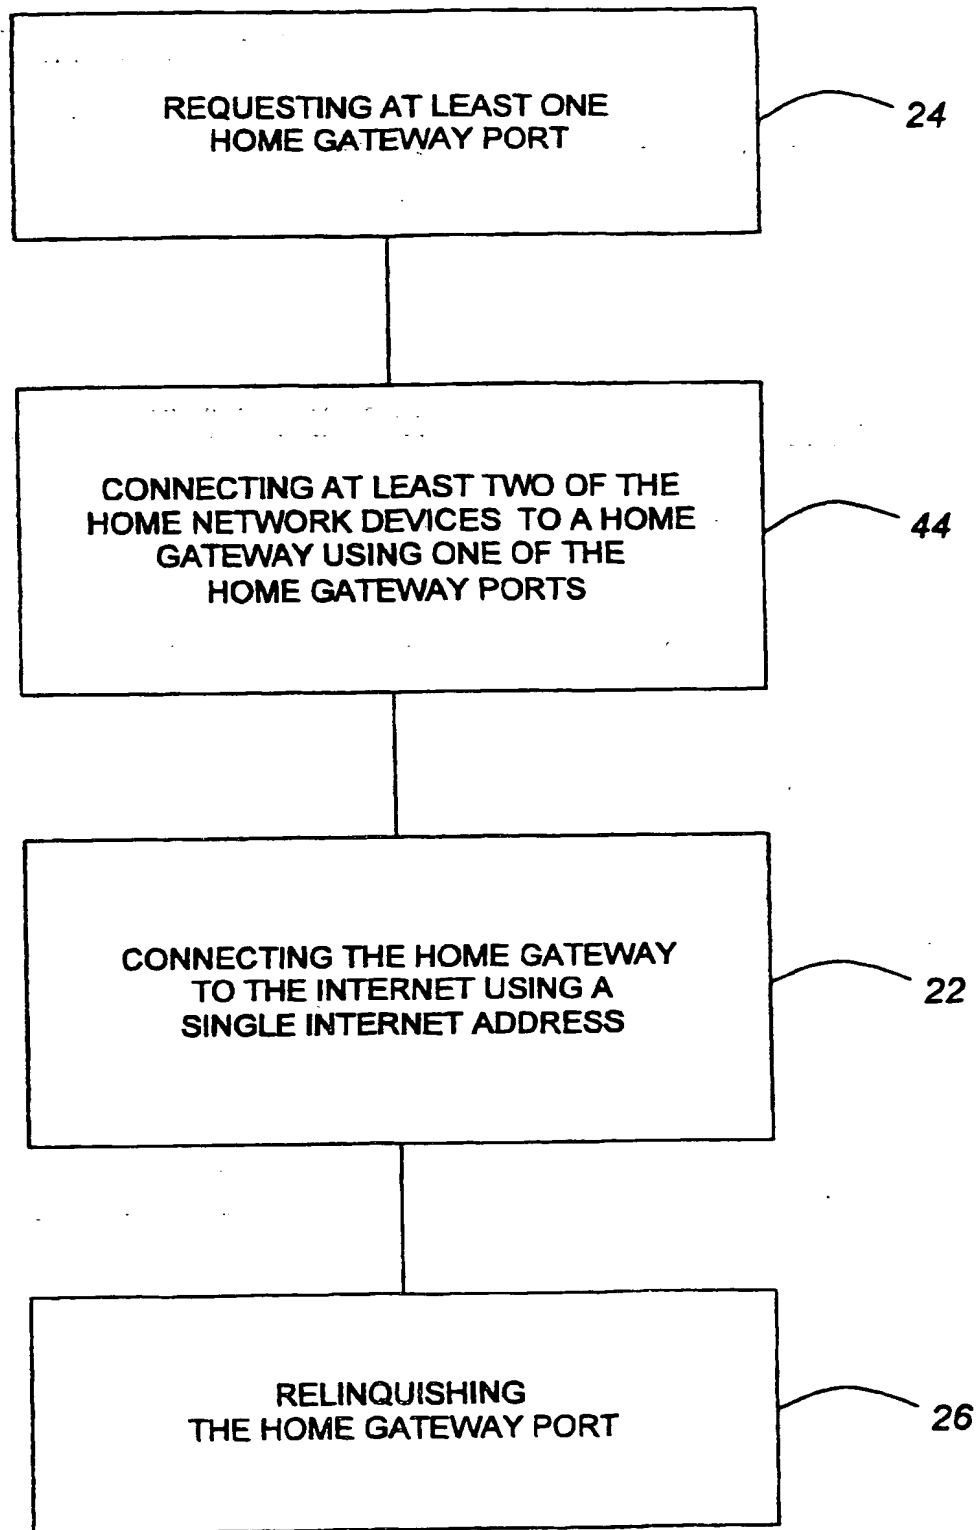 REQUESTING AT LEAST ONE
HOME GATEWAY PORT
24
CONNECTING AT LEAST TWO OF THE
HOME NETWORK DEVICES TO A HOME
GATEWAY USING ONE OF THE
HOME GATEWAY PORTS
44
CONNECTING THE HOME GATEWAY
TO THE INTERNET USING A
SINGLE INTERNET ADDRESS
22
RELINQUISHING
THE HOME GATEWAY PORT
26